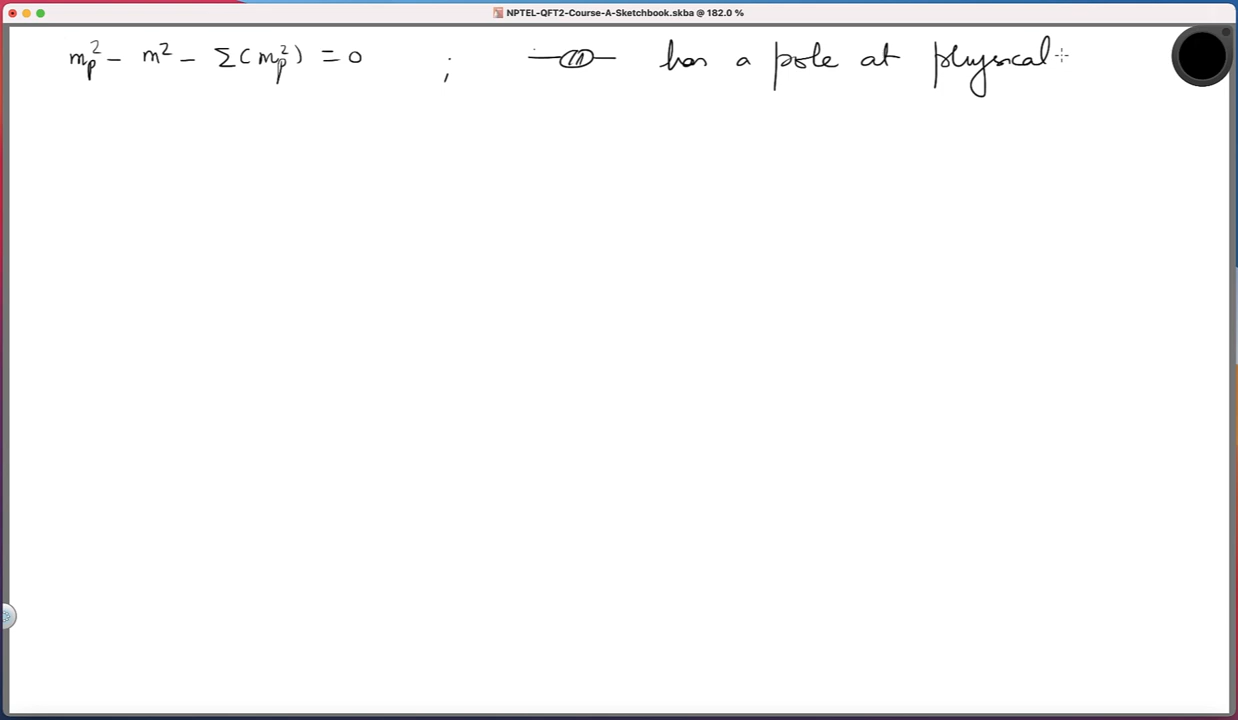 NPTEL-QFT2-Course-A-Sketchbook.skba @ 182.0 %
m_p^2 - m^2 - Σ(m_p^2) = 0 ; has a pole at physical